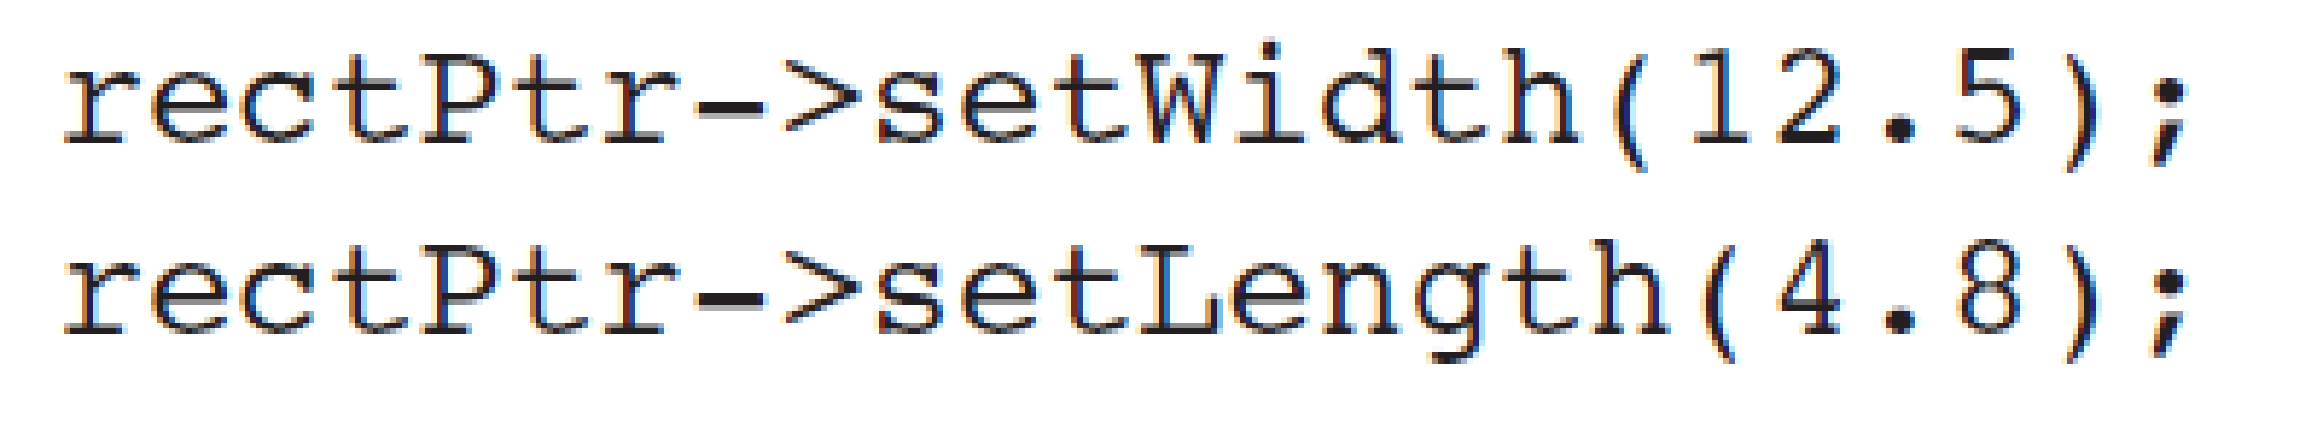 rectPtr->setWidth(12.5);
rectPtr->setLength(4.8);